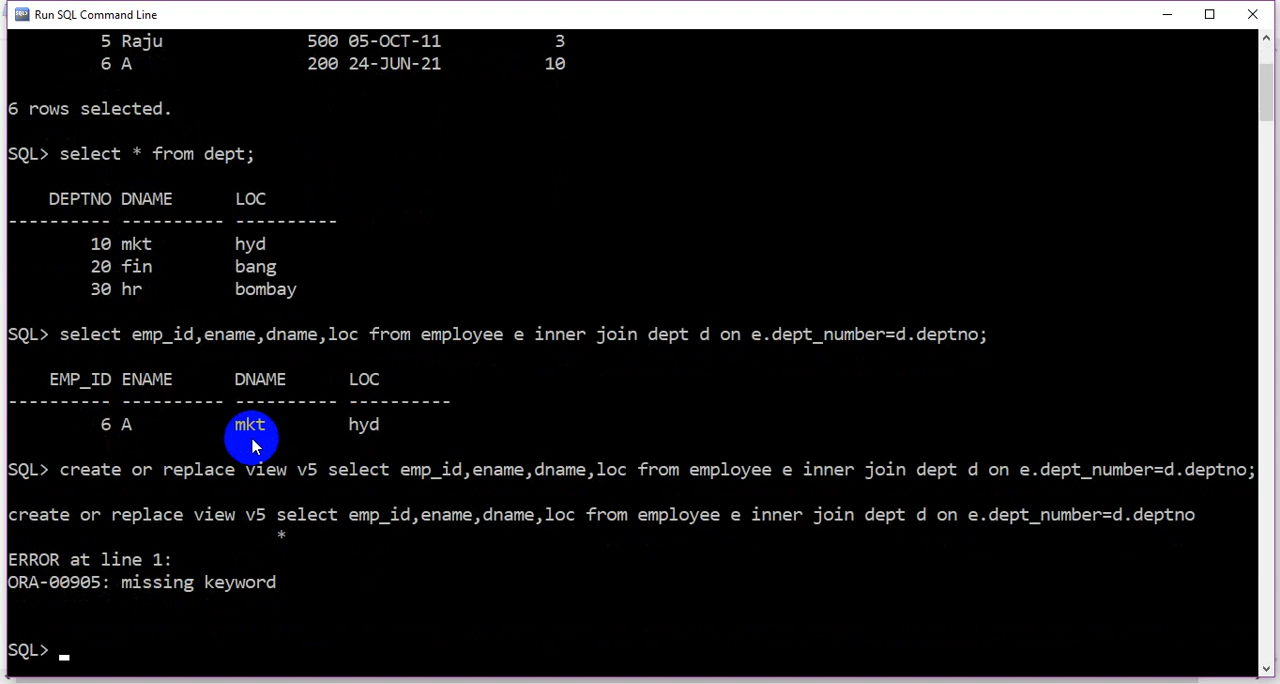 Run SQL Command Line
5 Raju 500 05-OCT-11 3
6 A 200 24-JUN-21 10
6 rows selected.
SQL> select * from dept;
DEPTNO DNAME LOC
---------- ---------- ----------
10 mkt hyd
20 fin bang
30 hr bombay
SQL> select emp_id,ename,dname,loc from employee e inner join dept d on e.dept_number=d.deptno;
EMP_ID ENAME DNAME LOC
---------- ---------- ---------- ----------
6 A mkt hyd
SQL> create or replace view v5 select emp_id,ename,dname,loc from employee e inner join dept d on e.dept_number=d.deptno;
create or replace view v5 select emp_id,ename,dname,loc from employee e inner join dept d on e.dept_number=d.deptno
*
ERROR at line 1:
ORA-00905: missing keyword
SQL>